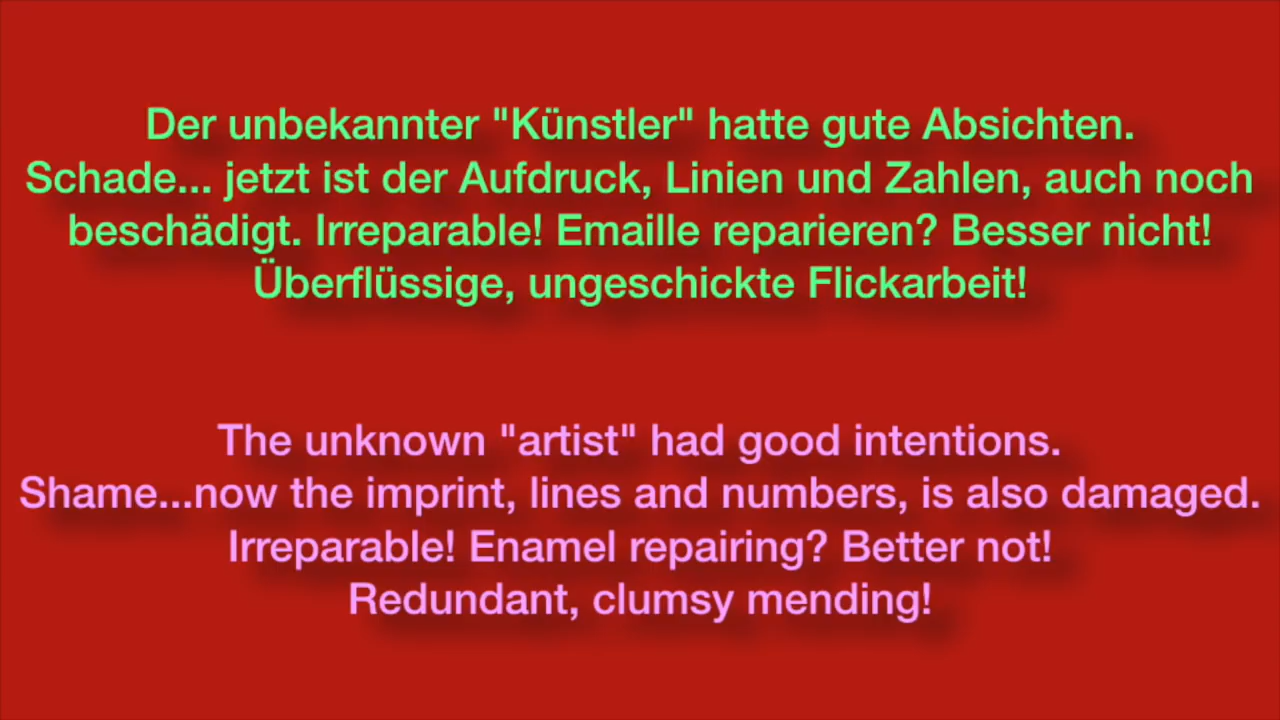 Der unbekannter "Künstler" hatte gute Absichten.
Schade... jetzt ist der Aufdruck, Linien und Zahlen, auch noch
beschädigt. Irreparable! Emaille reparieren? Besser nicht!
Überflüssige, ungeschickte Flickarbeit!
The unknown "artist" had good intentions.
Shame...now the imprint, lines and numbers, is also damaged.
Irreparable! Enamel repairing? Better not!
Redundant, clumsy mending!